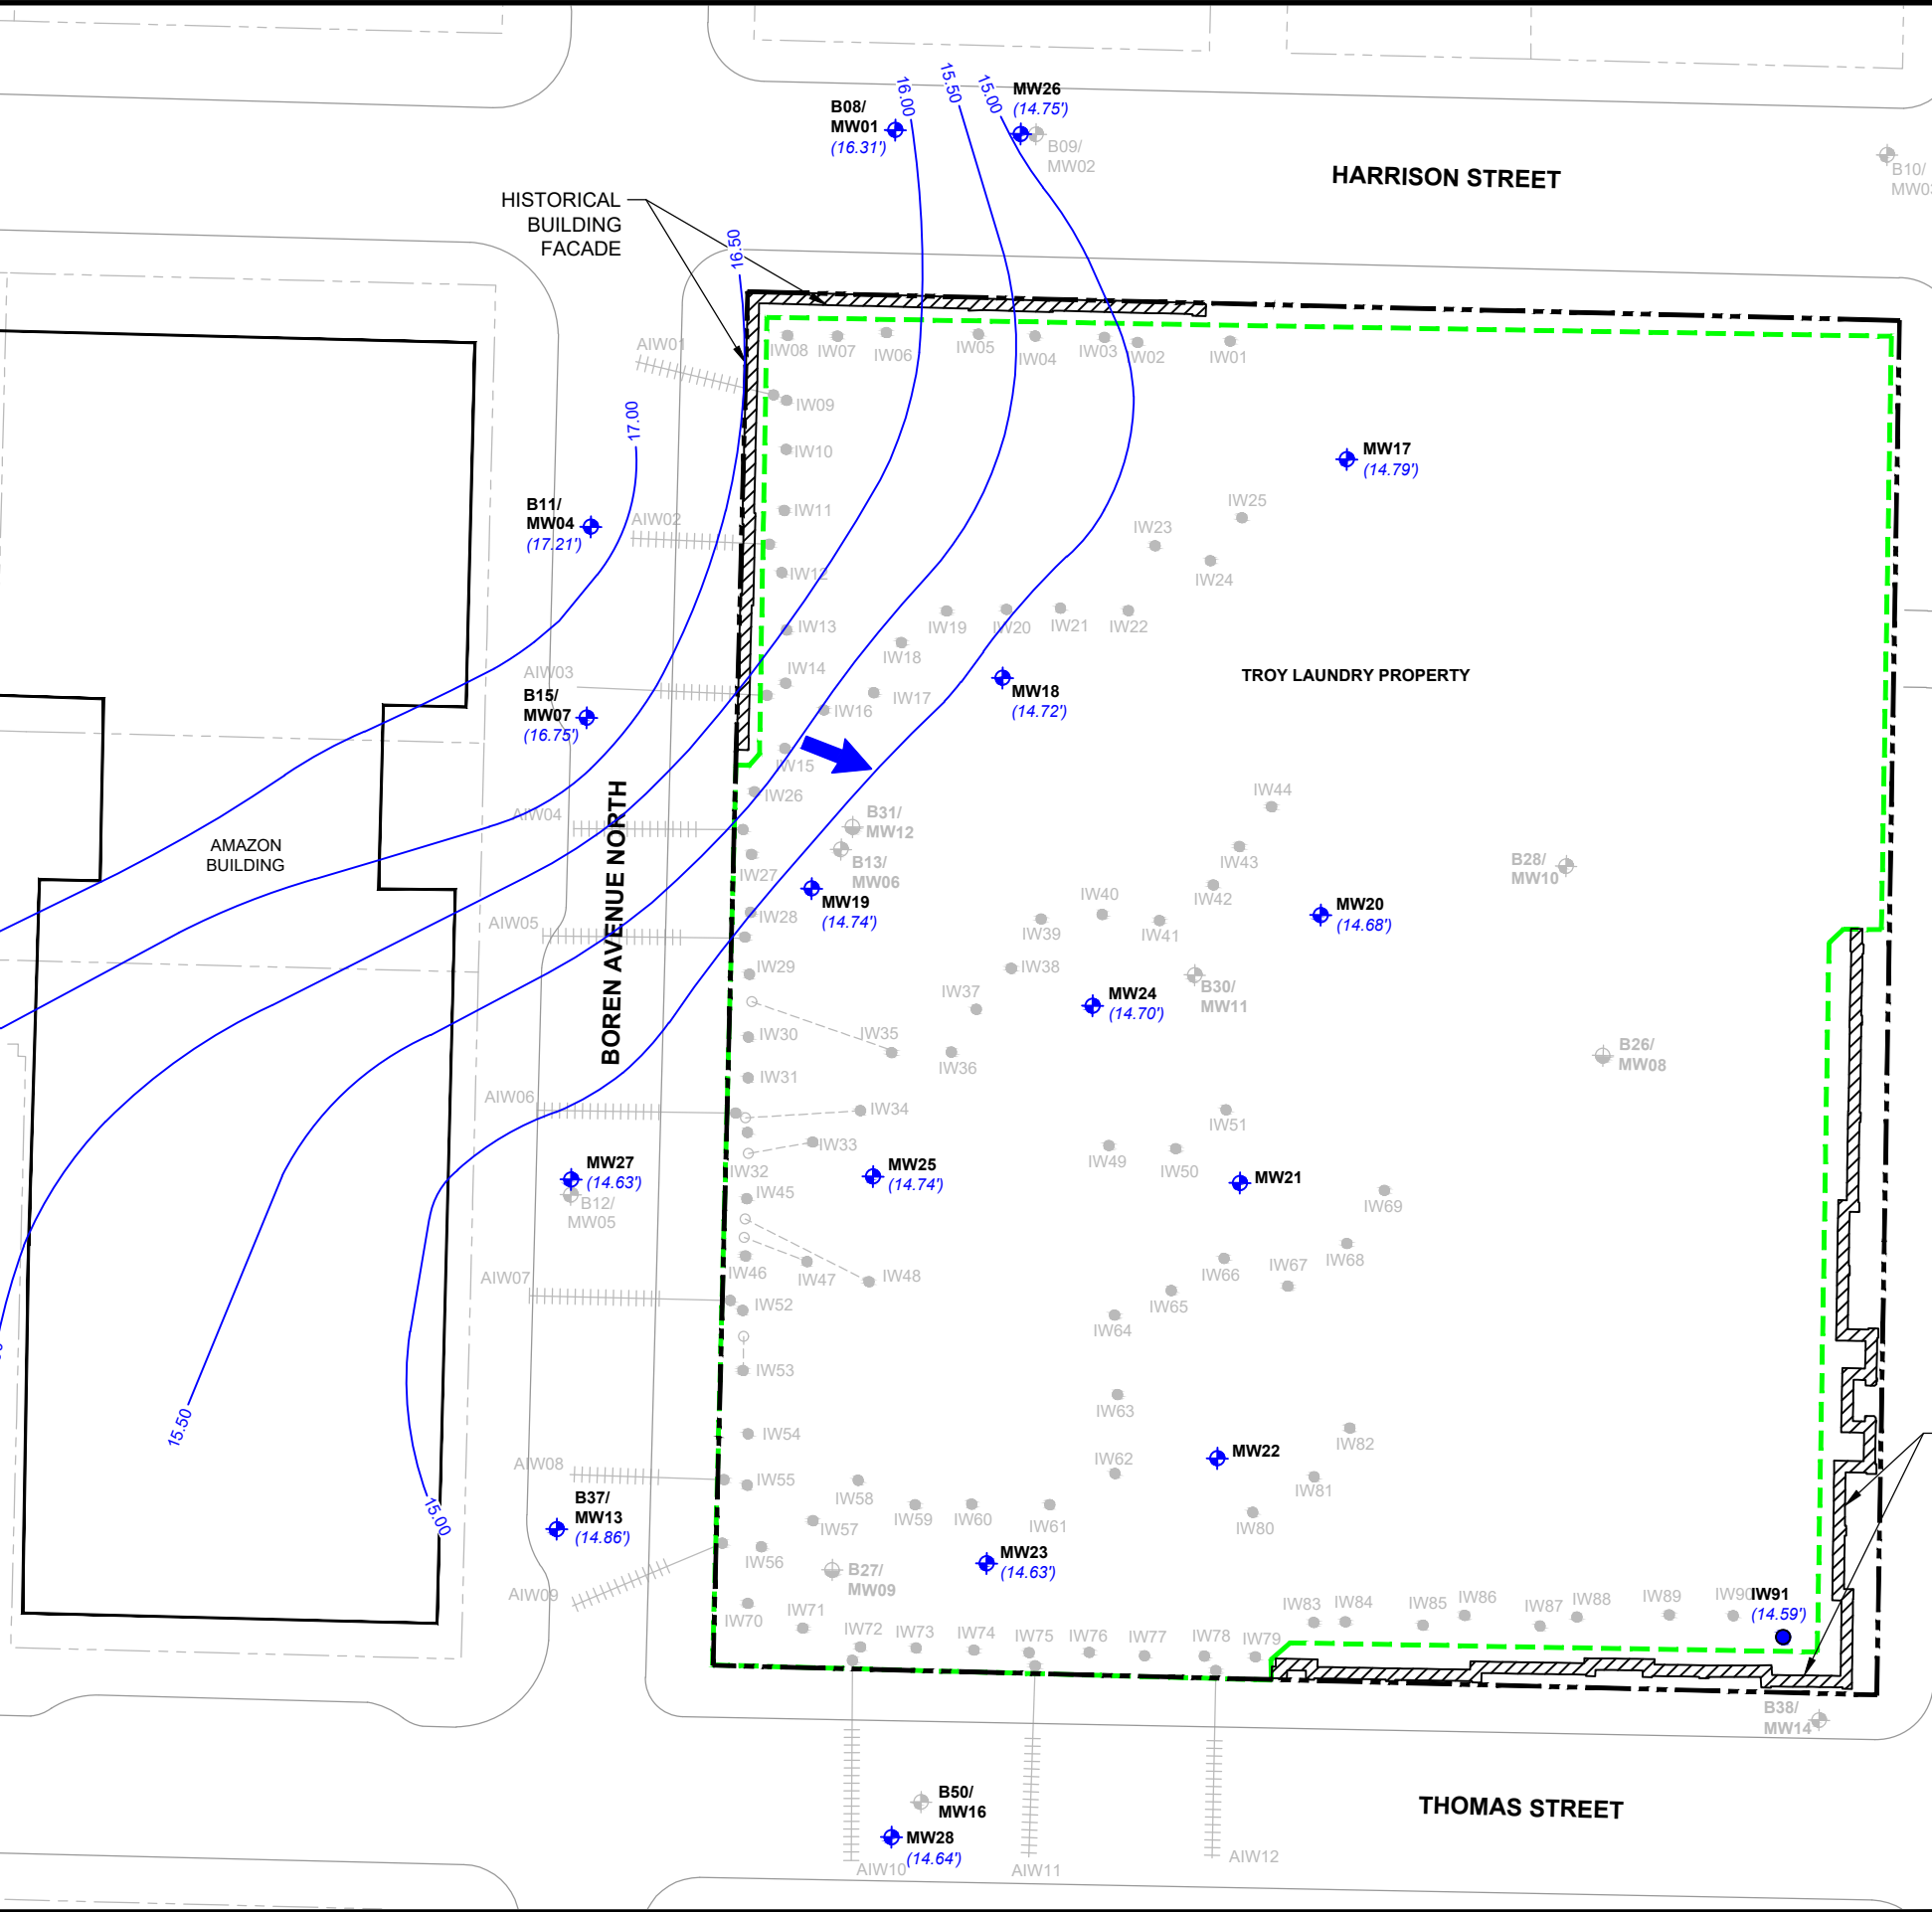 16.00
15.50
15.00
MW26
(14.75')
B08/
MW01
(16.31')
B09/
MW02
HARRISON STREET
B10/
HISTORICAL
BUILDING
FACADE
16.50
AIW01
IW08
IW07
IW06
IW05
IW04
IW03
IW02
IW01
IW09
17.00
IW10
MW17
(14.79')
B11/
MW04
(17.21')
AIW02
IW11
IW25
IW23
IW24
IW12
IW13
IW19
IW20
IW21
IW22
IW18
AIW03
IW14
IW17
IW16
B15/
MW07
(16.75')
MW18
(14.72')
TROY LAUNDRY PROPERTY
IW15
IW26
IW44
AIW04
B31/
MW12
BOREN AVENUE NORTH
AMAZON
BUILDING
IW27
B13/
MW06
IW43
B28/
MW10
MW19
(14.74')
IW42
IW40
MW20
(14.68')
AIW05
IW28
IW39
IW41
IW29
IW38
B30/
MW11
IW37
MW24
(14.70')
IW30
IW35
IW36
B26/
MW08
IW31
AIW06
IW34
IW51
IW33
IW49
IW50
IW32
MW27
(14.63')
B12/
MW05
MW25
(14.74')
MW21
IW45
IW69
IW46
IW47
IW48
IW66
IW67
IW68
AIW07
IW52
IW65
IW64
IW53
15.50
IW63
IW54
IW82
MW22
AIW08
IW55
IW62
IW58
IW81
15.00
B37/
MW13
(14.86')
IW57
IW59
IW60
IW61
IW80
IW56
MW23
(14.63')
B27/
MW09
AIW09
IW70
IW71
IW72
IW73
IW74
IW75
IW76
IW77
IW78
IW79
IW83
IW84
IW85
IW86
IW87
IW88
IW89
IW90
IW91
(14.59')
B38/
MW14
B50/
MW16
THOMAS STREET
MW28
(14.64')
AIW10
AIW11
AIW12